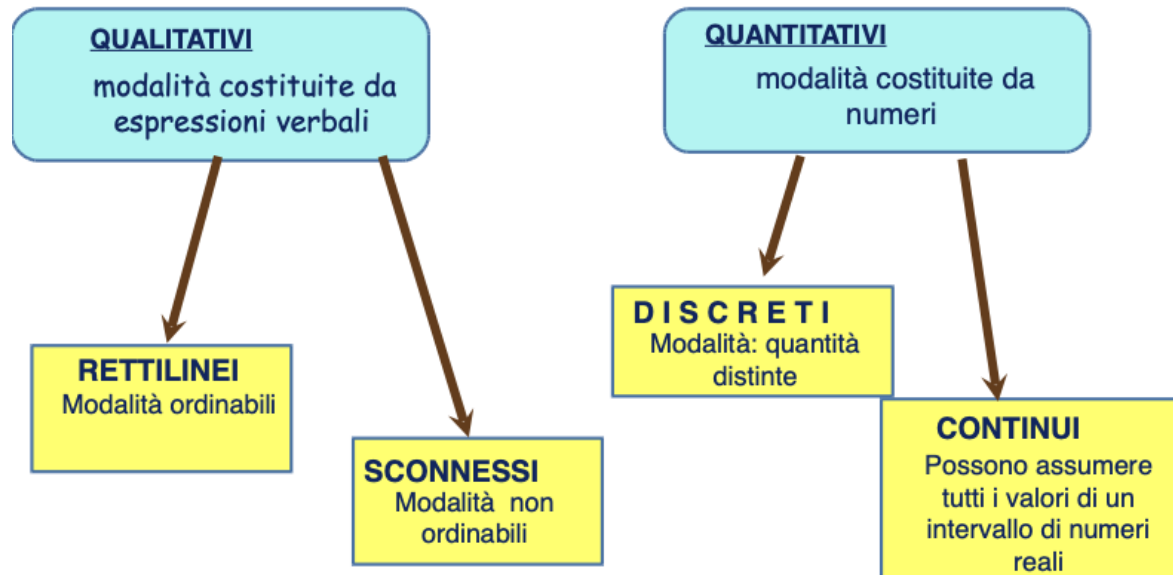 QUALITATIVI
modalità costituite da
espressioni verbali
QUANTITATIVI
modalità costituite da
numeri
RETTILINEI
Modalità ordinabili
SCONNESSI
Modalità non
ordinabili
D I S C R E T I
Modalità: quantità
distinte
CONTINUI
Possono assumere
tutti i valori di un
intervallo di numeri
reali